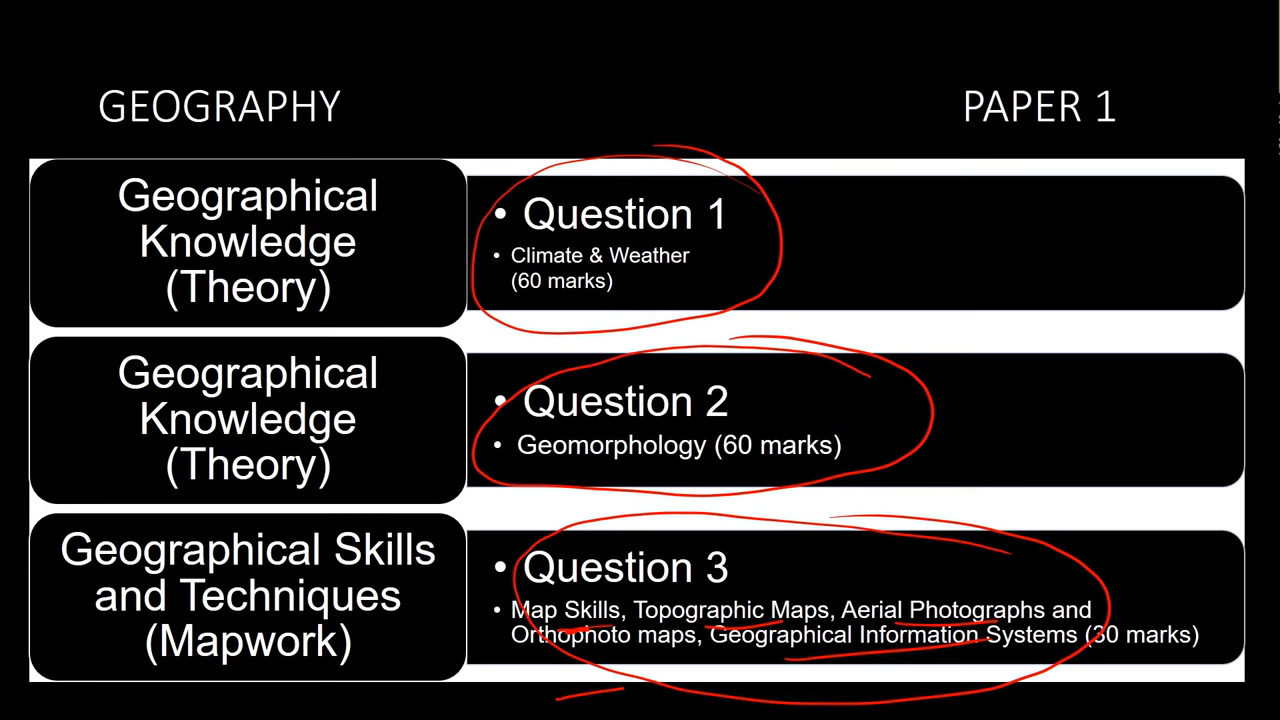 GEOGRAPHY
PAPER 1
Geographical
Knowledge
(Theory)
• Question 1
• Climate & Weather
(60 marks)
Geographical
Knowledge
(Theory)
• Question 2
• Geomorphology (60 marks)
Geographical Skills
and Techniques
(Mapwork)
• Question 3
• Map Skills, Topographic Maps, Aerial Photographs and
Orthophoto maps, Geographical Information Systems (30 marks)